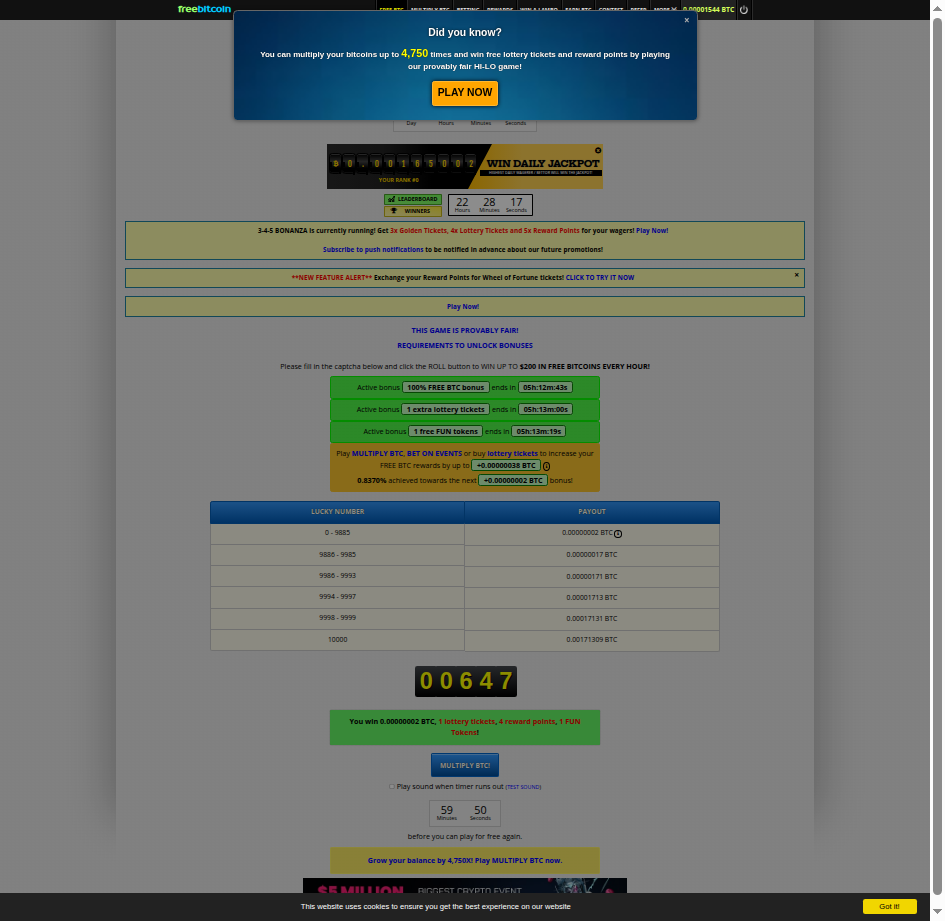 freebitcoin
FREE BTC MULTIPLY BTC BETTING REWARDS WIN A LAMBO EARN BTC CONTEST REFER MORE 0.00001544 BTC
×
Did you know?
You can multiply your bitcoins up to 4,750 times and win free lottery tickets and reward points by playing
our provably fair HI-LO game!
PLAY NOW
Day Hours Minutes Seconds
0.00165002
WIN DAILY JACKPOT
HIGHEST DAILY WAGERER / BETTOR WILL WIN THE JACKPOT!
YOUR RANK #0
LEADERBOARD
WINNERS
22 28 17
Hours Minutes Seconds
3-4-5 BONANZA is currently running! Get 3x Golden Tickets, 4x Lottery Tickets and 5x Reward Points for your wagers! Play Now!
Subscribe to push notifications to be notified in advance about our future promotions!
**NEW FEATURE ALERT** Exchange your Reward Points for Wheel of Fortune tickets! CLICK TO TRY IT NOW
×
Play Now!
THIS GAME IS PROVABLY FAIR!
REQUIREMENTS TO UNLOCK BONUSES
Please fill in the captcha below and click the ROLL button to WIN UP TO $200 IN FREE BITCOINS EVERY HOUR!
Active bonus 100% FREE BTC bonus ends in 05h:12m:43s
Active bonus 1 extra lottery tickets ends in 05h:13m:00s
Active bonus 1 free FUN tokens ends in 05h:13m:19s
Play MULTIPLY BTC, BET ON EVENTS or buy lottery tickets to increase your
FREE BTC rewards by up to +0.00000038 BTC
0.8370% achieved towards the next +0.00000002 BTC bonus!
LUCKY NUMBER PAYOUT
0 - 9885 0.00000002 BTC
9886 - 9985 0.00000017 BTC
9986 - 9993 0.00000171 BTC
9994 - 9997 0.00001713 BTC
9998 - 9999 0.00017131 BTC
10000 0.00171309 BTC
00647
You win 0.00000002 BTC, 1 lottery tickets, 4 reward points, 1 FUN
Tokens!
MULTIPLY BTC!
Play sound when timer runs out (TEST SOUND)
59 50
Minutes Seconds
before you can play for free again.
Grow your balance by 4,750X! Play MULTIPLY BTC now.
$5 MILLION BIGGEST CRYPTO EVENT
This website uses cookies to ensure you get the best experience on our website
Got it!